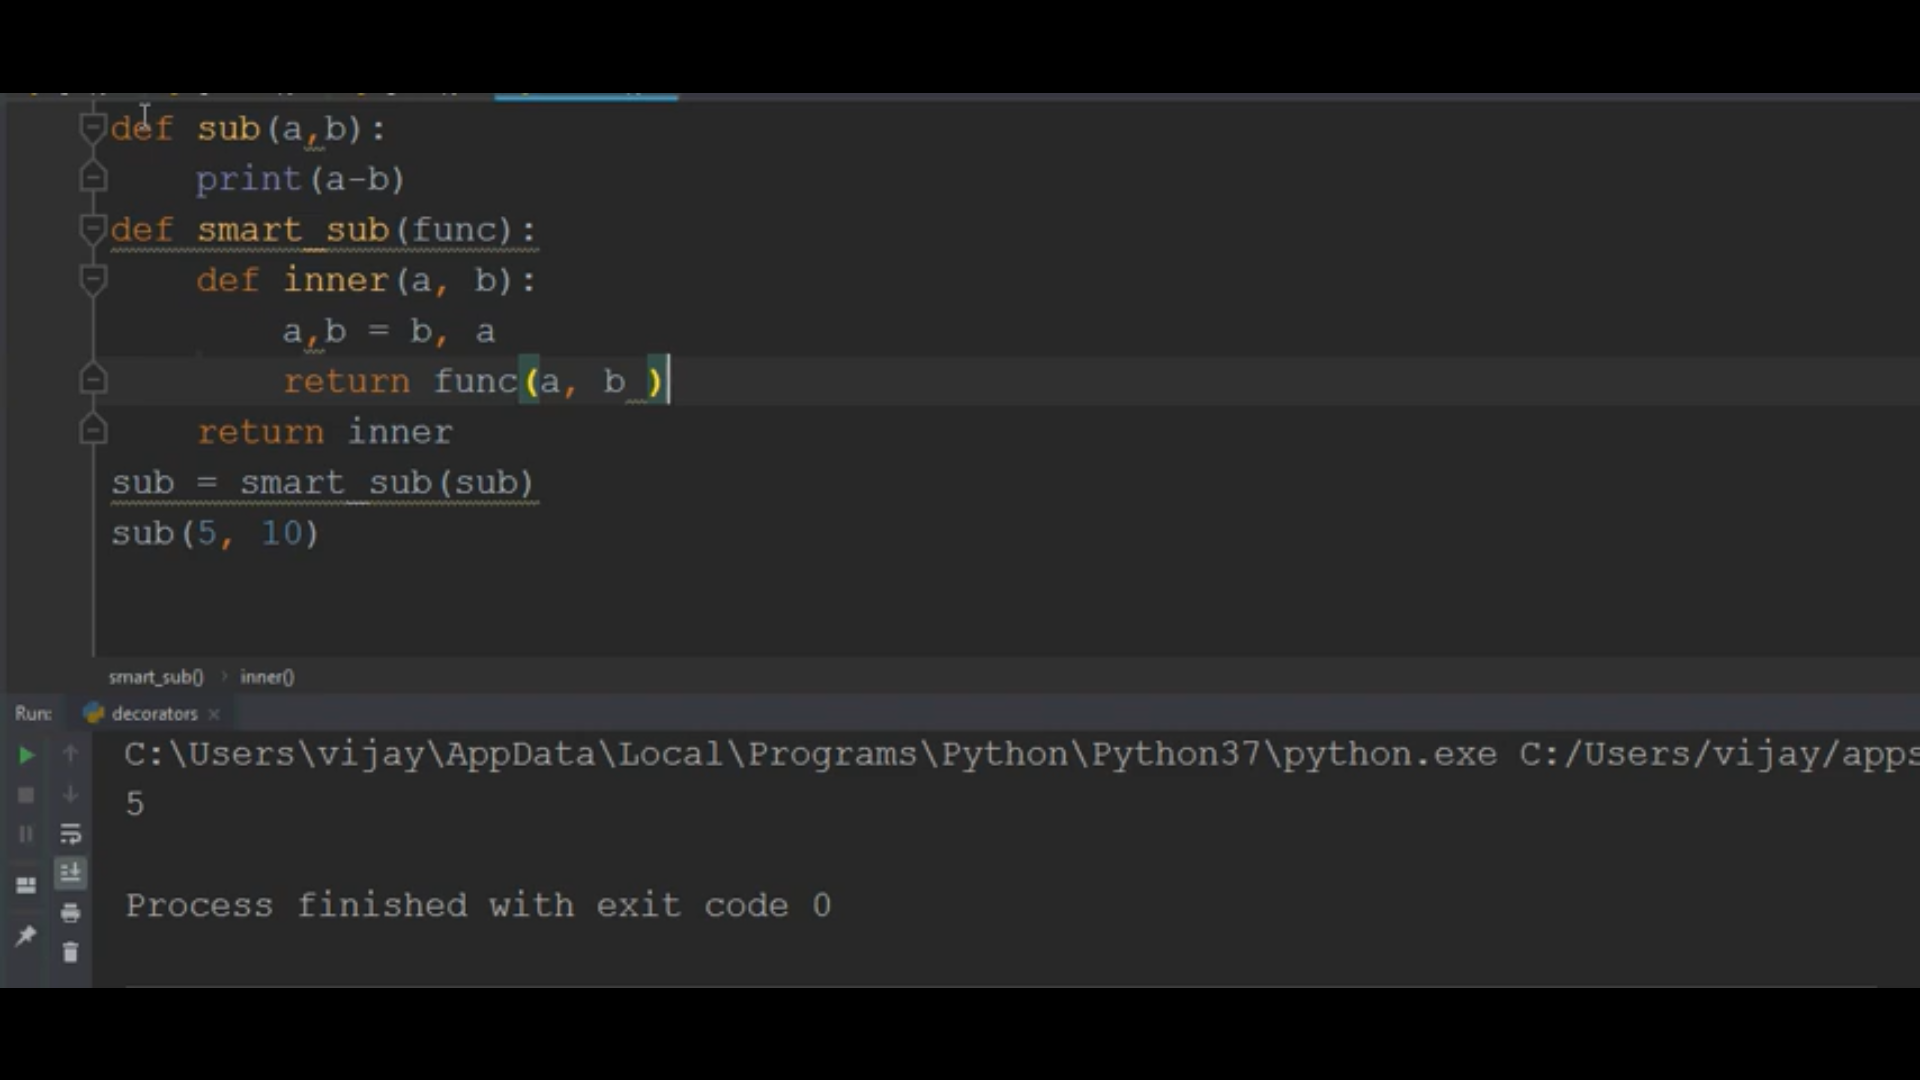 def sub(a,b):
    print(a-b)
def smart_sub(func):
    def inner(a, b):
        a,b = b, a
        return func(a, b )
    return inner
sub = smart_sub(sub)
sub(5, 10)
smart_sub() › inner()
Run: decorators ×
C:\Users\vijay\AppData\Local\Programs\Python\Python37\python.exe C:/Users/vijay/apps
5
Process finished with exit code 0